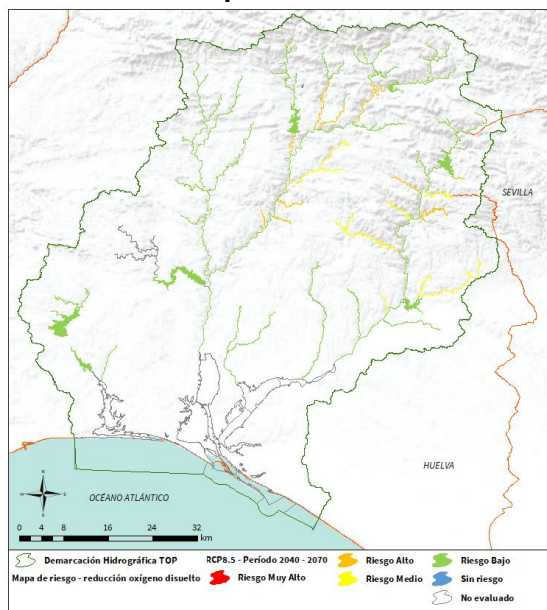 SEVILLA
HUELVA
OCÉANO ATLÁNTICO
N
0 2 4 8 16 24 32
km
Demarcación Hidrográfica TOP RCP8.5 - Período 2040 - 2070 Riesgo Alto Riesgo Bajo
Mapa de riesgo - reducción oxígeno disuelto Riesgo Muy Alto Riesgo Medio Sin riesgo
No evaluado